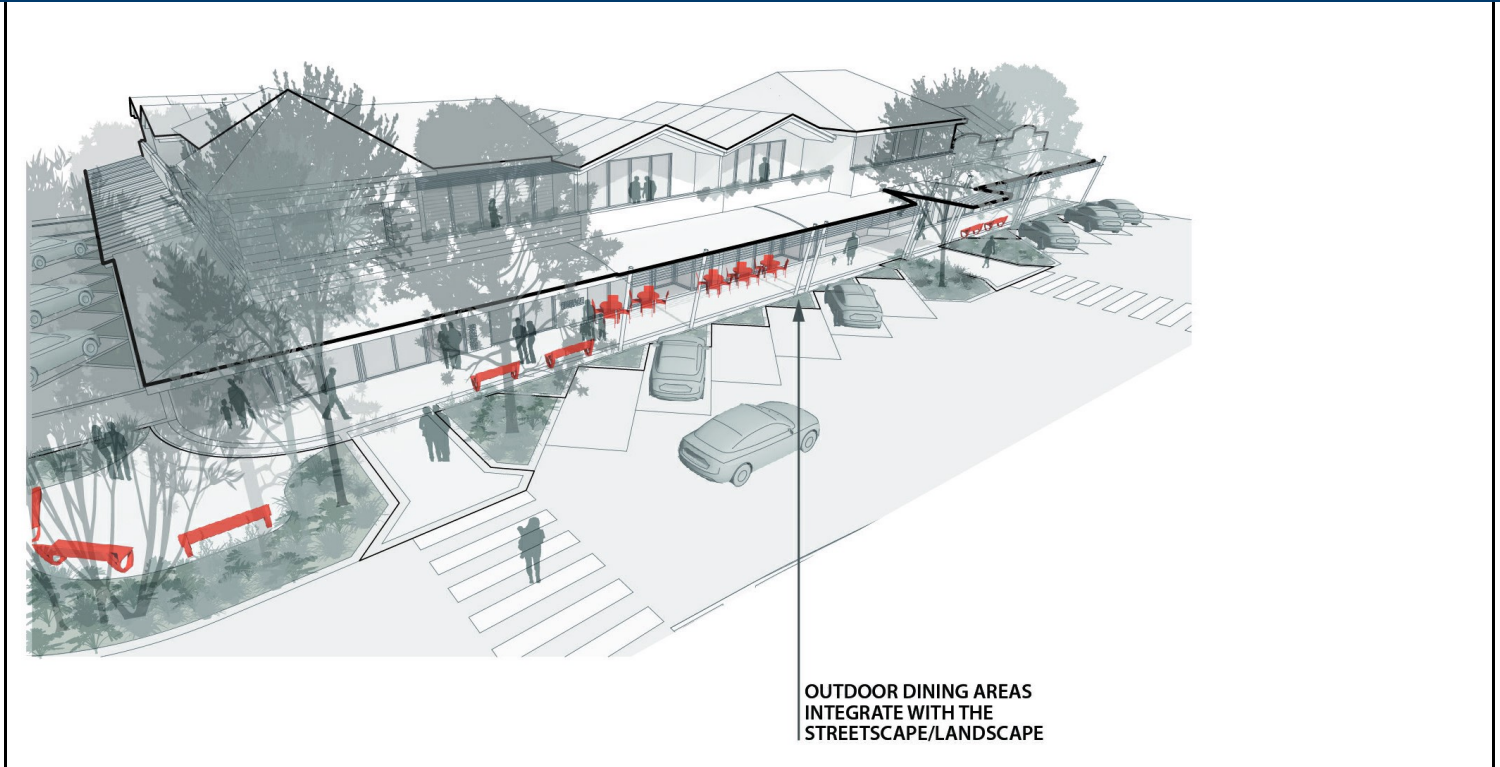 OUTDOOR DINING AREAS
INTEGRATE WITH THE
STREETSCAPE/LANDSCAPE